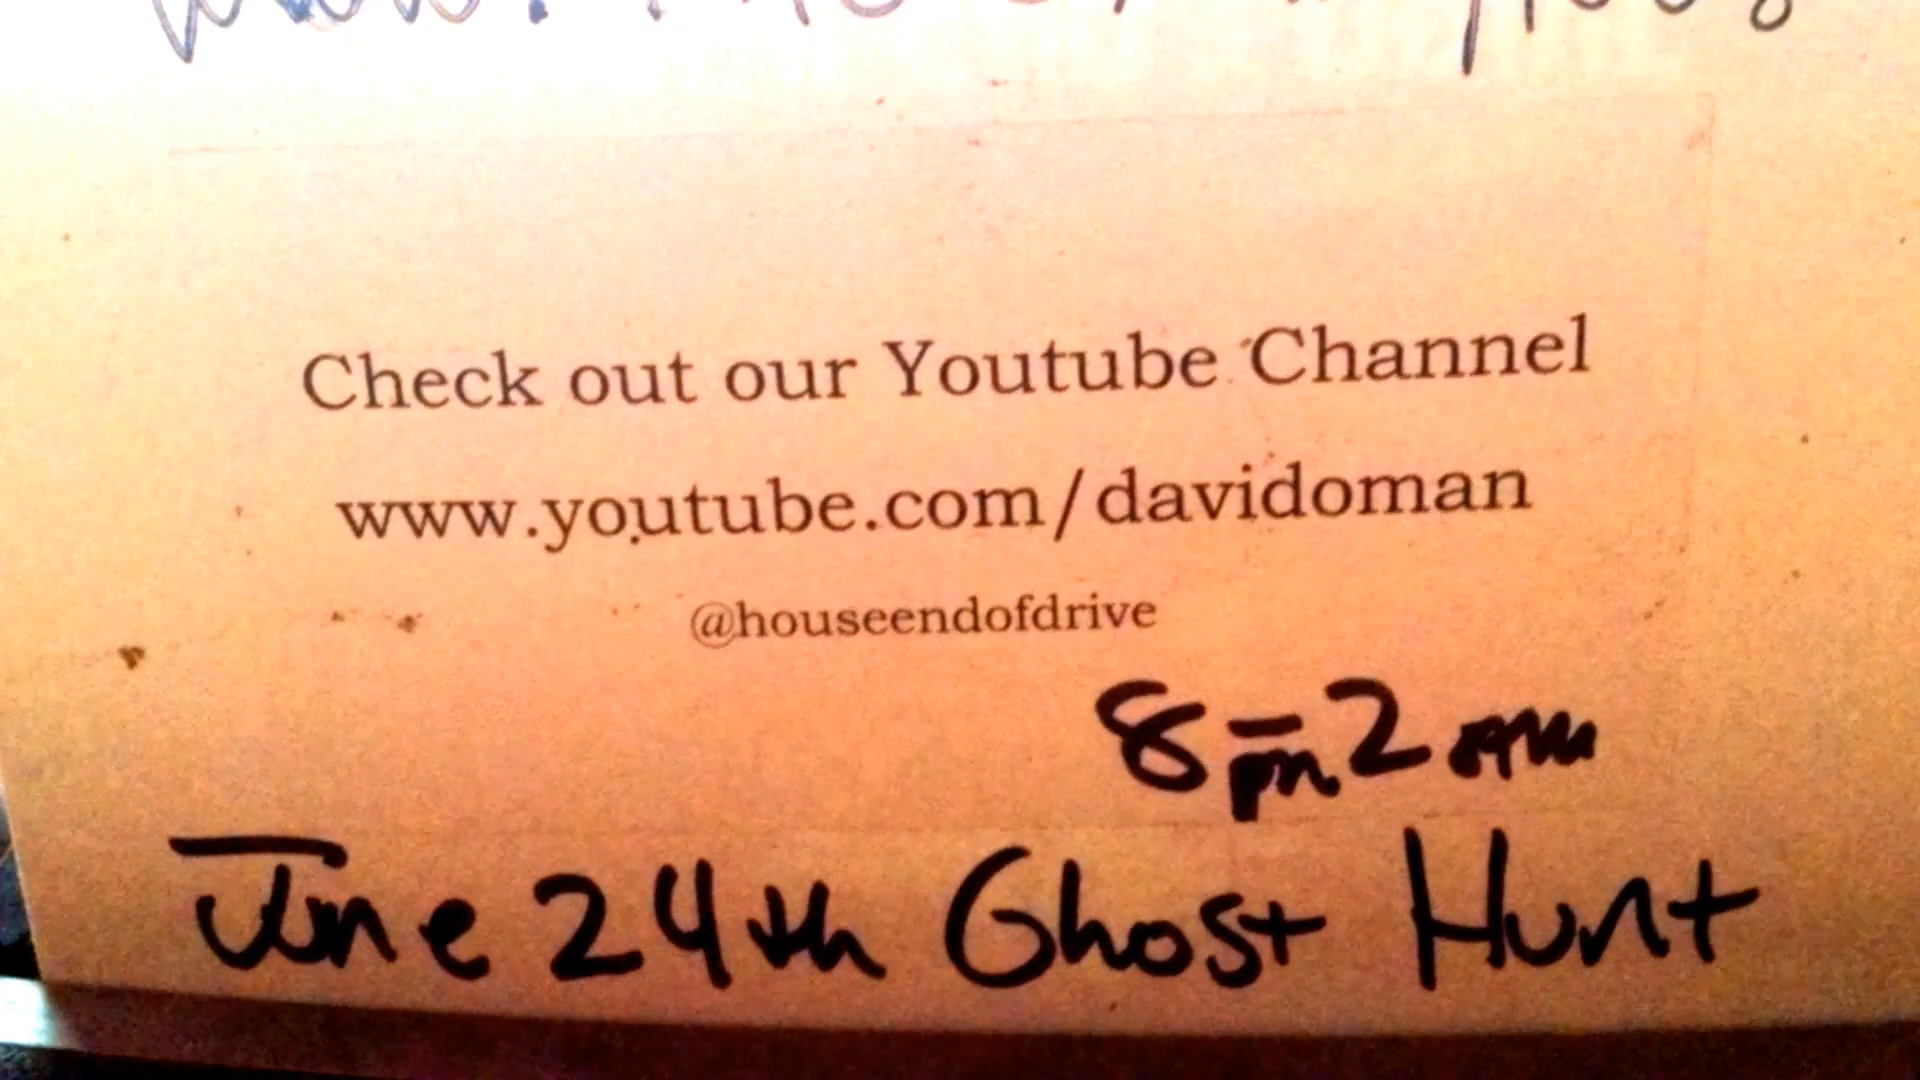 Check out our Youtube Channel
www.youtube.com/davidoman
@houseendofdrive
8pm-2AM
June 24th Ghost Hunt